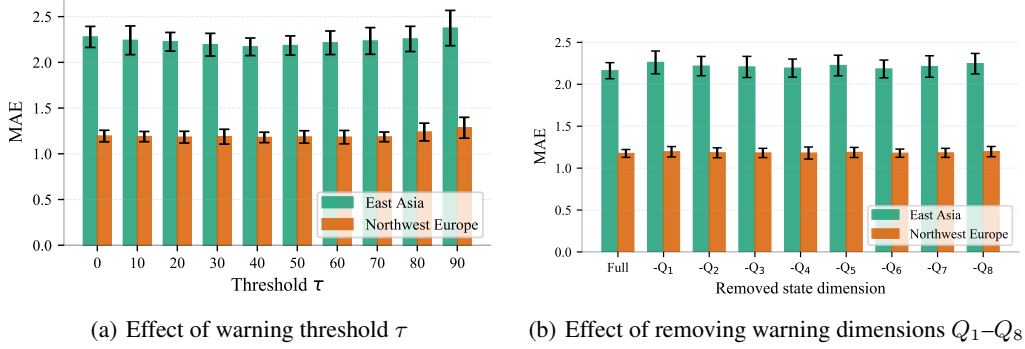 2.5
2.0
1.5
1.0
0.5
0.0
MAE
0 10 20 30 40 50 60 70 80 90
Threshold τ
East Asia
Northwest Europe
(a) Effect of warning threshold τ
2.5
2.0
1.5
1.0
0.5
0.0
MAE
Full -Q₁ -Q₂ -Q₃ -Q₄ -Q₅ -Q₆ -Q₇ -Q₈
Removed state dimension
East Asia
Northwest Europe
(b) Effect of removing warning dimensions Q₁–Q₈